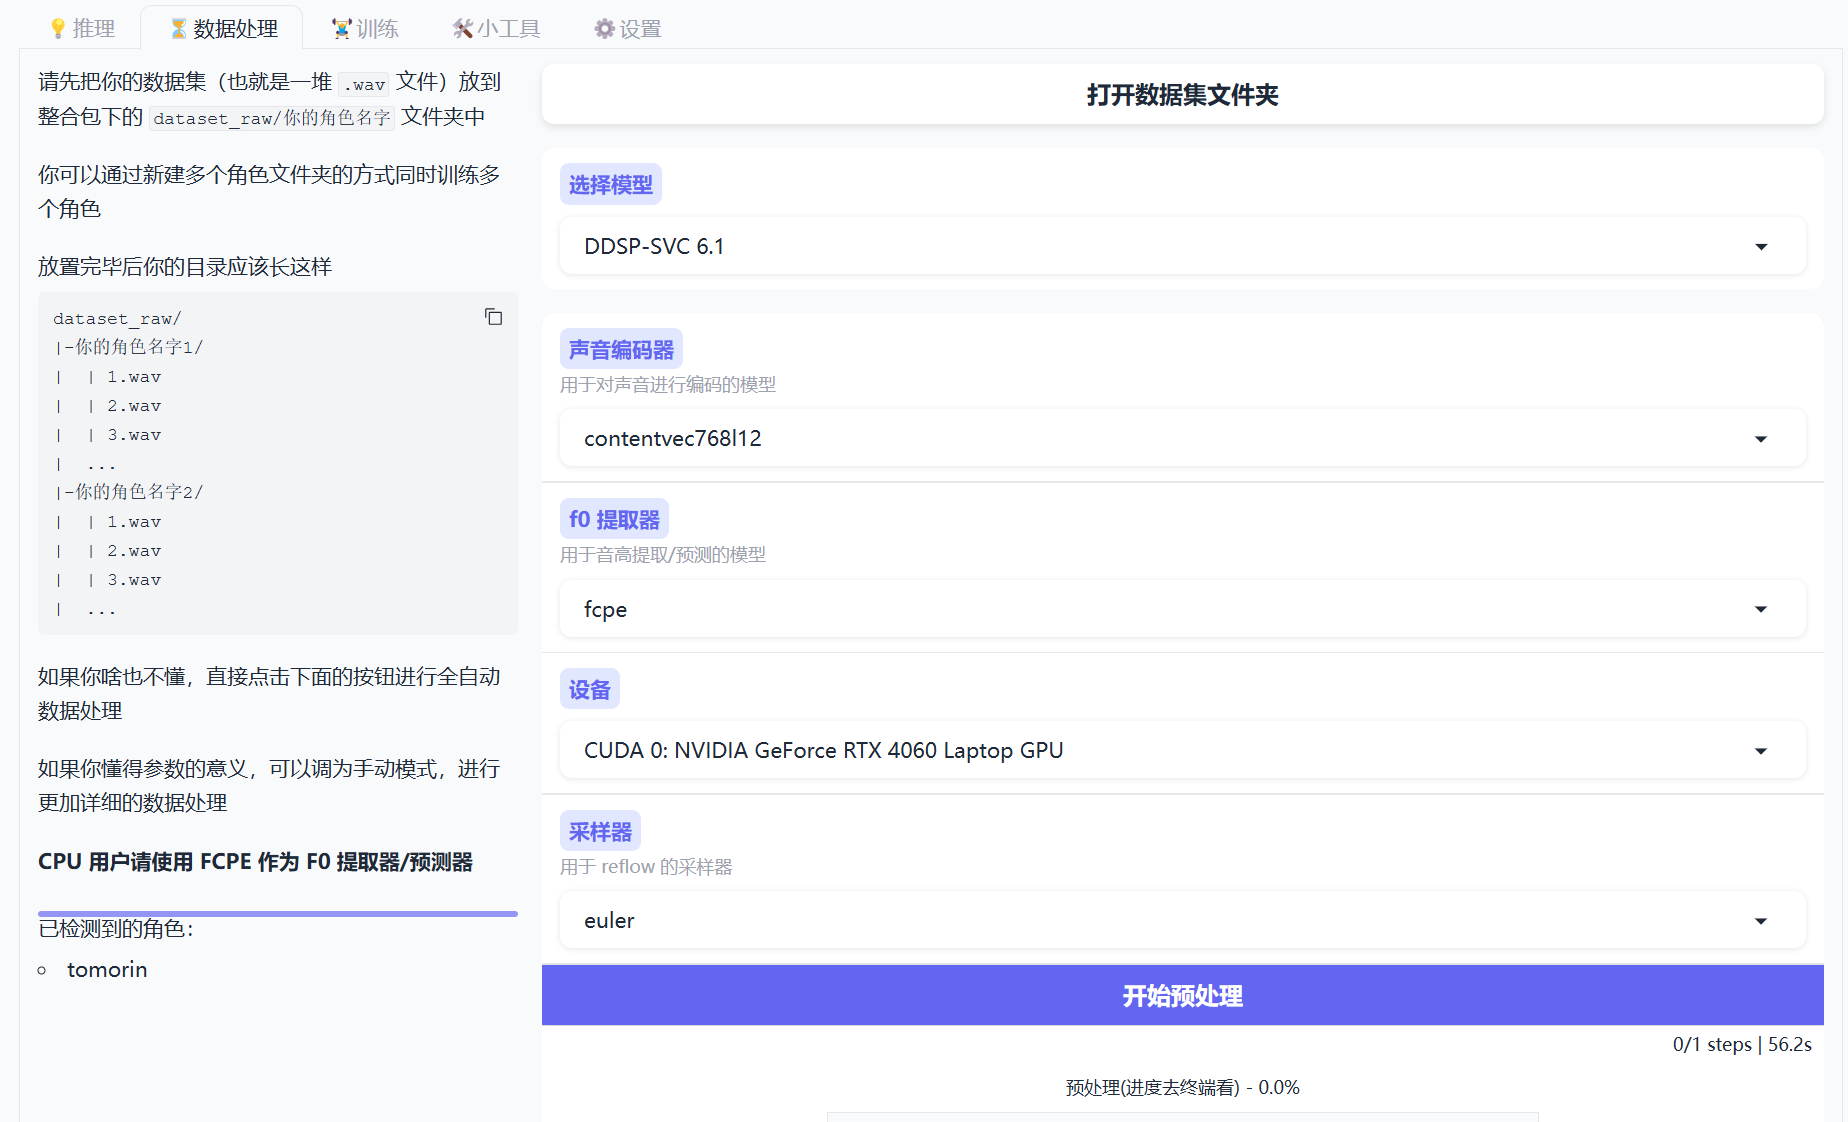 💡推理
⏳数据处理
🏋️训练
🛠️小工具
⚙️设置
请先把你的数据集（也就是一堆 .wav 文件）放到
整合包下的 dataset_raw/你的角色名字 文件夹中
你可以通过新建多个角色文件夹的方式同时训练多
个角色
放置完毕后你的目录应该长这样
dataset_raw/
|-你的角色名字1/
|  | 1.wav
|  | 2.wav
|  | 3.wav
|  ...
|-你的角色名字2/
|  | 1.wav
|  | 2.wav
|  | 3.wav
|  ...
如果你啥也不懂，直接点击下面的按钮进行全自动
数据处理
如果你懂得参数的意义，可以调为手动模式，进行
更加详细的数据处理
CPU 用户请使用 FCPE 作为 F0 提取器/预测器
已检测到的角色：
tomorin
打开数据集文件夹
选择模型
DDSP-SVC 6.1
声音编码器
用于对声音进行编码的模型
contentvec768l12
f0 提取器
用于音高提取/预测的模型
fcpe
设备
CUDA 0: NVIDIA GeForce RTX 4060 Laptop GPU
采样器
用于 reflow 的采样器
euler
开始预处理
0/1 steps | 56.2s
预处理(进度去终端看) - 0.0%